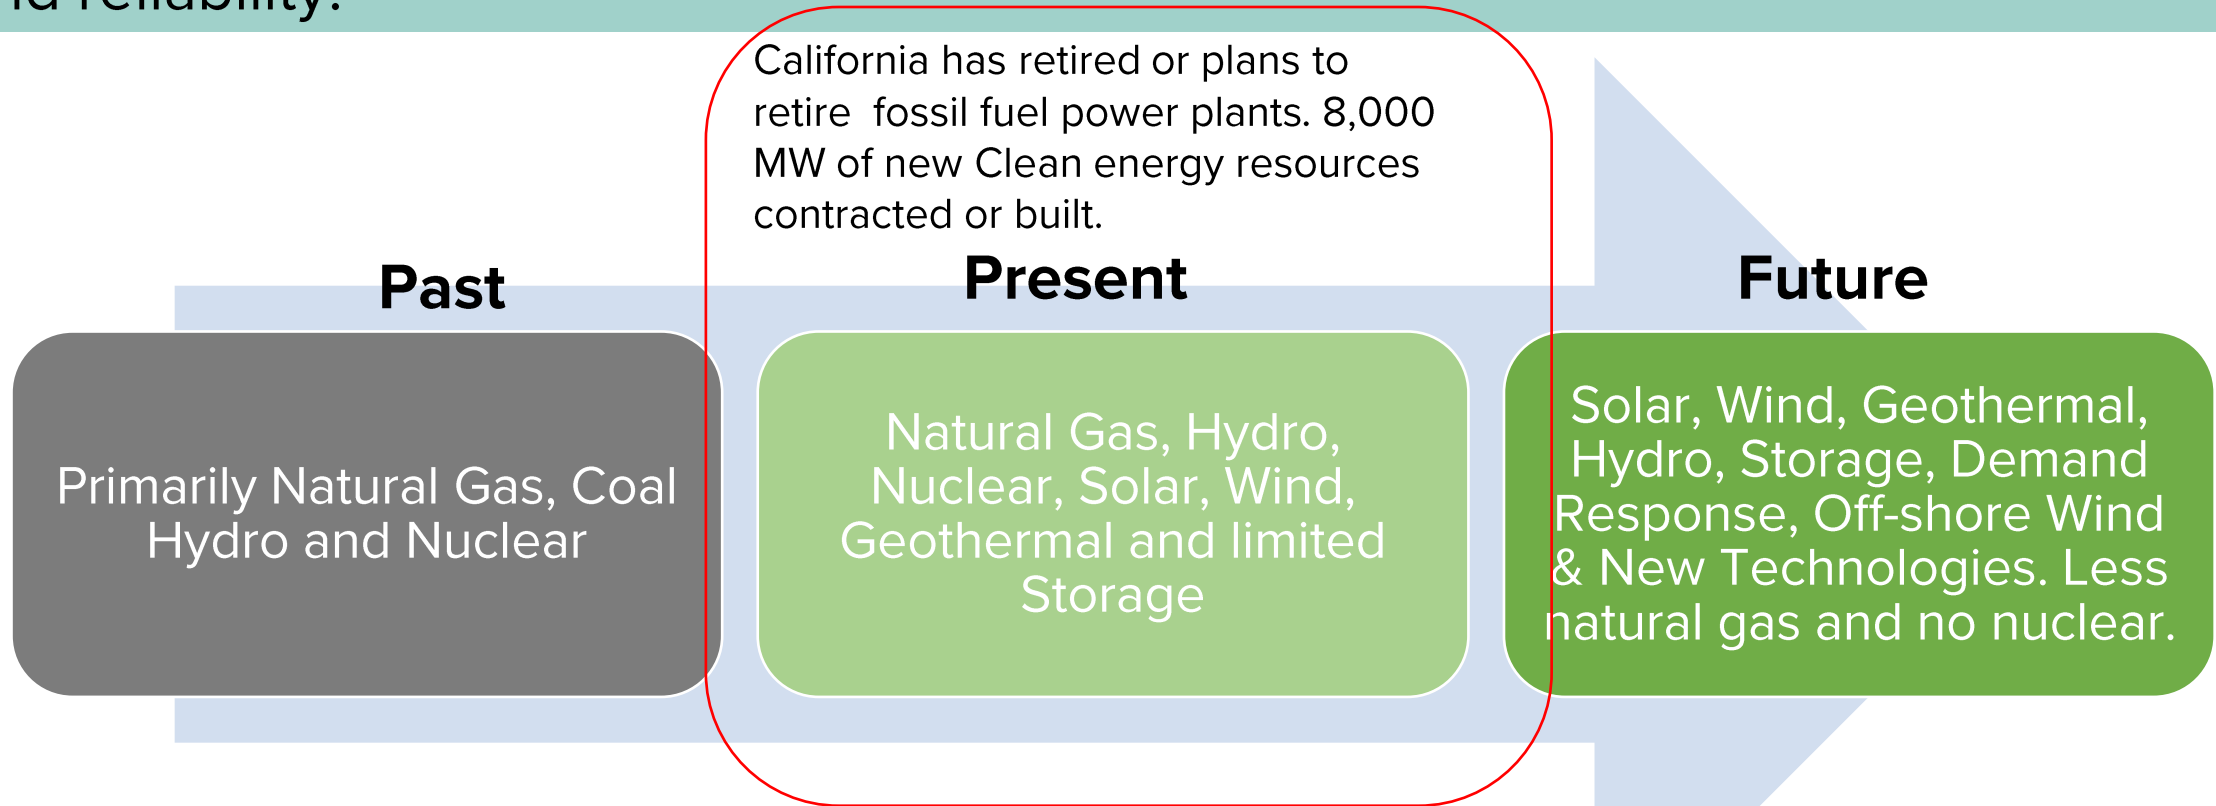 reliability.
California has retired or plans to
retire fossil fuel power plants. 8,000
MW of new Clean energy resources
contracted or built.
Past
Present
Future
Primarily Natural Gas, Coal
Hydro and Nuclear
Natural Gas, Hydro,
Nuclear, Solar, Wind,
Geothermal and limited
Storage
Solar, Wind, Geothermal,
Hydro, Storage, Demand
Response, Off-shore Wind
& New Technologies. Less
natural gas and no nuclear.